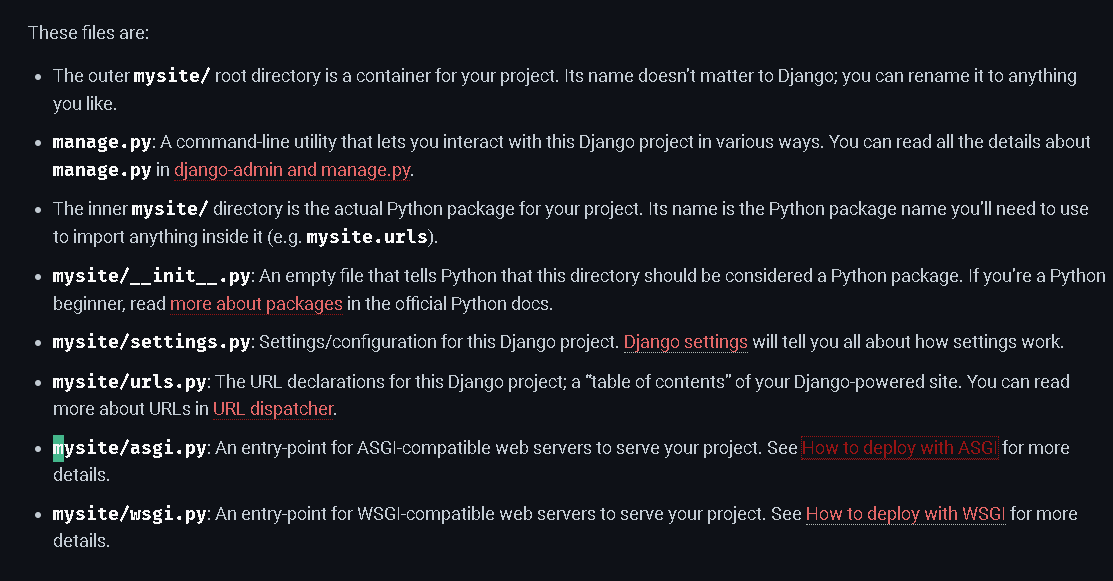 These files are:
• The outer mysite/ root directory is a container for your project. Its name doesn't matter to Django; you can rename it to anything
you like.
• manage.py: A command-line utility that lets you interact with this Django project in various ways. You can read all the details about
manage.py in django-admin and manage.py.
• The inner mysite/ directory is the actual Python package for your project. Its name is the Python package name you'll need to use
to import anything inside it (e.g. mysite.urls).
• mysite/__init__.py: An empty file that tells Python that this directory should be considered a Python package. If you're a Python
beginner, read more about packages in the official Python docs.
• mysite/settings.py: Settings/configuration for this Django project. Django settings will tell you all about how settings work.
• mysite/urls.py: The URL declarations for this Django project; a “table of contents” of your Django-powered site. You can read
more about URLs in URL dispatcher.
• mysite/asgi.py: An entry-point for ASGI-compatible web servers to serve your project. See How to deploy with ASGI for more
details.
• mysite/wsgi.py: An entry-point for WSGI-compatible web servers to serve your project. See How to deploy with WSGI for more
details.